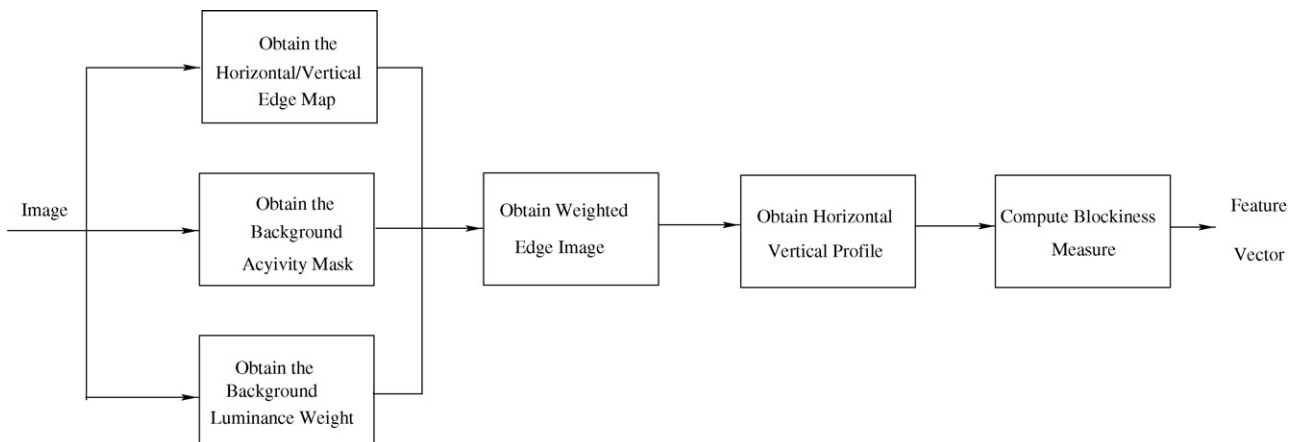 Image
Obtain the
Horizontal/Vertical
Edge Map
Obtain the
Background
Acyivity Mask
Obtain the
Background
Luminance Weight
Obtain Weighted
Edge Image
Obtain Horizontal
Vertical Profile
Compute Blockiness
Measure
Feature
Vector